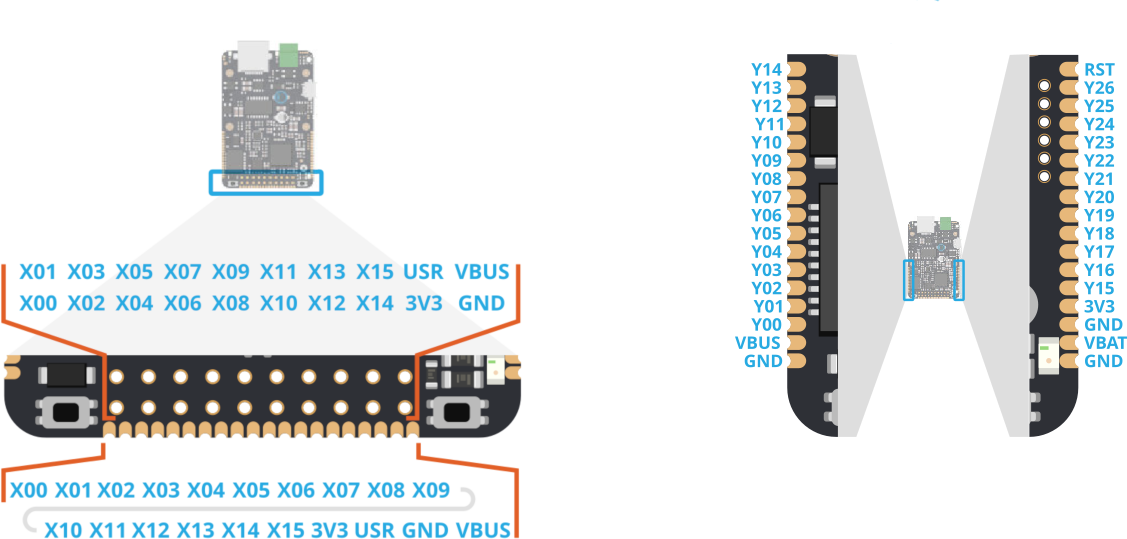 X01 X03 X05 X07 X09 X11 X13 X15 USR VBUS
X00 X02 X04 X06 X08 X10 X12 X14 3V3 GND
X00 X01 X02 X03 X04 X05 X06 X07 X08 X09
X10 X11 X12 X13 X14 X15 3V3 USR GND VBUS
Y14
Y13
Y12
Y11
Y10
Y09
Y08
Y07
Y06
Y05
Y04
Y03
Y02
Y01
Y00
VBUS
GND
RST
Y26
Y25
Y24
Y23
Y22
Y21
Y20
Y19
Y18
Y17
Y16
Y15
3V3
GND
VBAT
GND